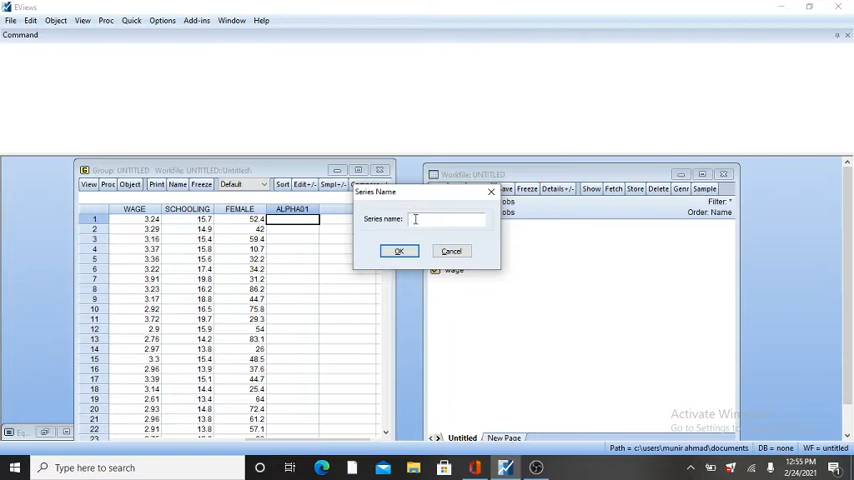 EViews
File Edit Object View Proc Quick Options Add-ins Window Help
Command
Group: UNTITLED Workfile: UNTITLED::Untitled\
View Proc Object Print Name Freeze Default Sort Edit+/- Smpl+/-
WAGE SCHOOLING FEMALE ALPHA01
1 3.24 15.7 52.4
2 3.29 14.9 42
3 3.16 15.4 59.4
4 3.37 15.8 10.7
5 3.36 15.6 32.2
6 3.22 17.4 34.2
7 3.91 19.8 31.2
8 3.23 16.2 86.2
9 3.17 18.8 44.7
10 2.92 16.5 75.8
11 3.72 19.7 29.3
12 2.9 15.9 54
13 2.76 14.2 83.1
14 2.97 13.8 26
15 3.3 15.4 48.5
16 2.96 13.9 37.6
17 3.39 15.1 44.7
18 3.14 14.4 25.4
19 2.61 13.4 64
20 2.93 14.8 72.4
21 2.96 13.8 61.2
22 2.91 13.8 57.1
23
Series Name
Series name:
OK Cancel
Workfile: UNTITLED
Save Freeze Details+/- Show Fetch Store Delete Genr Sample
obs Filter: *
obs Order: Name
wage
Untitled New Page
Activate Windows
Go to Settings to
Path = c:\users\munir ahmad\documents DB = none WF = untitled
Type here to search
12:55 PM
2/24/2021